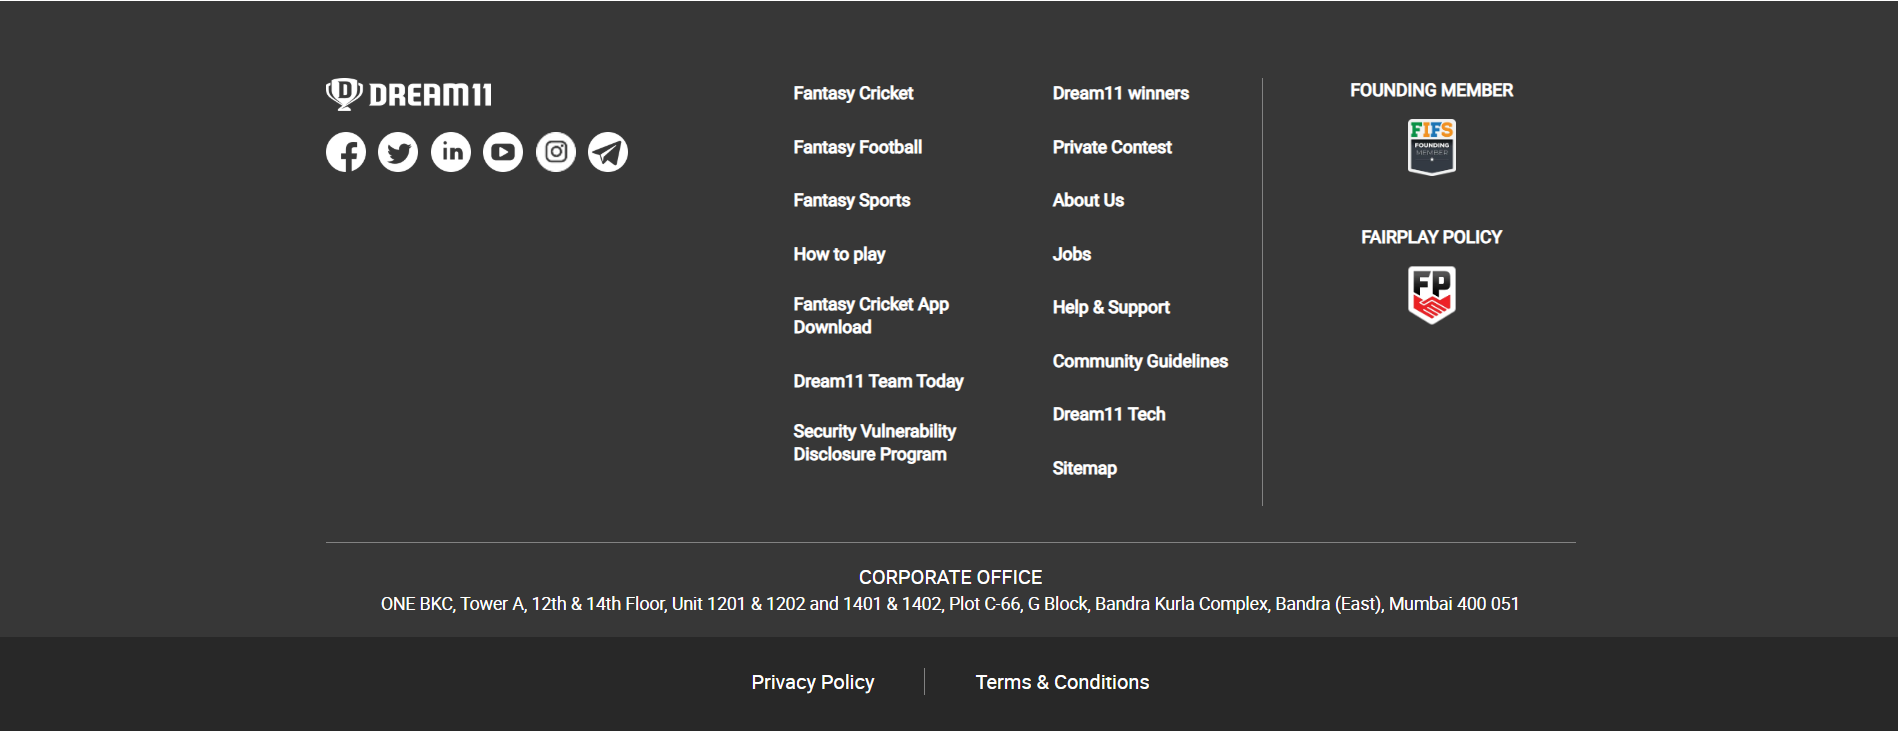 DREAM11
Fantasy Cricket
Fantasy Football
Fantasy Sports
How to play
Fantasy Cricket App
Download
Dream11 Team Today
Security Vulnerability
Disclosure Program
Dream11 winners
Private Contest
About Us
Jobs
Help & Support
Community Guidelines
Dream11 Tech
Sitemap
FOUNDING MEMBER
FIFS
FOUNDING
MEMBER
FAIRPLAY POLICY
FP
CORPORATE OFFICE
ONE BKC, Tower A, 12th & 14th Floor, Unit 1201 & 1202 and 1401 & 1402, Plot C-66, G Block, Bandra Kurla Complex, Bandra (East), Mumbai 400 051
Privacy Policy
Terms & Conditions